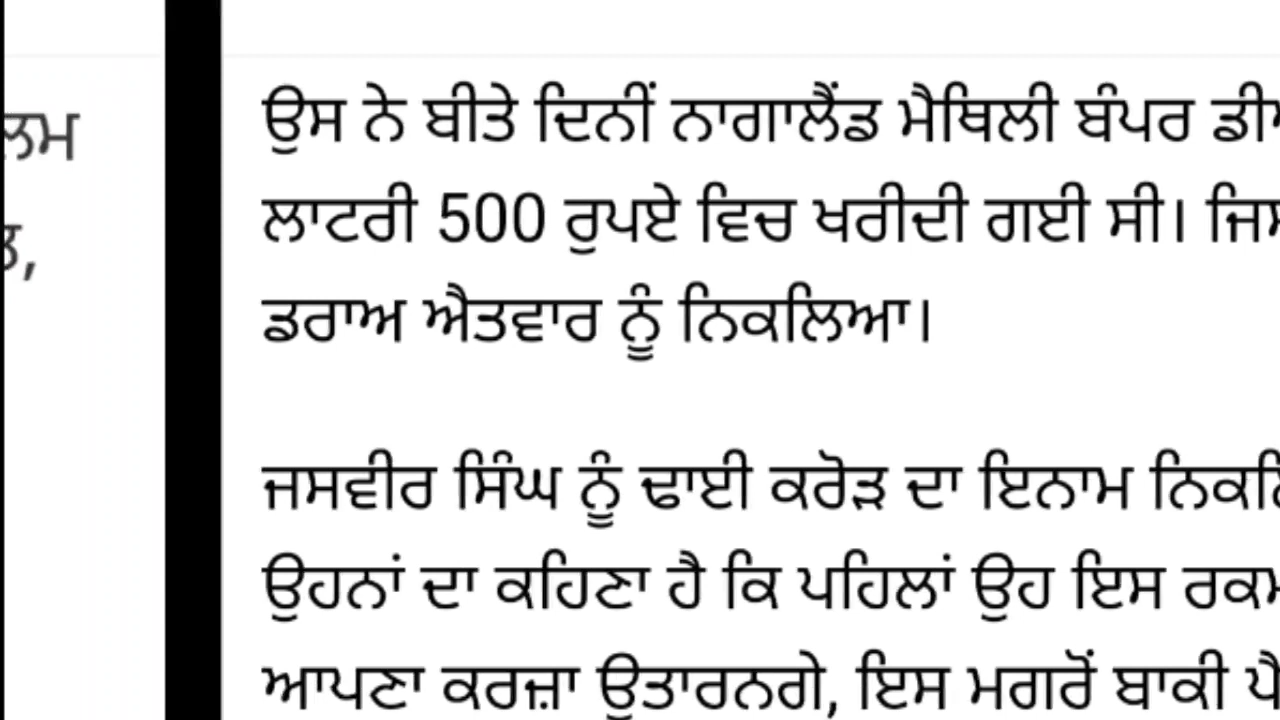 ਲਮ
ਉਸ ਨੇ ਬੀਤੇ ਦਿਨੀਂ ਨਾਗਾਲੈਂਡ ਮੈਥਿਲੀ ਬੰਪਰ
ਲਾਟਰੀ 500 ਰੁਪਏ ਵਿਚ ਖਰੀਦੀ ਗਈ ਸੀ।
ਡਰਾਅ ਐਤਵਾਰ ਨੂੰ ਨਿਕਲਿਆ।
ਜਸਵੀਰ ਸਿੰਘ ਨੂੰ ਢਾਈ ਕਰੋੜ ਦਾ ਇਨਾਮ
ਉਹਨਾਂ ਦਾ ਕਹਿਣਾ ਹੈ ਕਿ ਪਹਿਲਾਂ ਉਹ ਇਸ
ਆਪਣਾ ਕਰਜ਼ਾ ਉਤਾਰਨਗੇ, ਇਸ ਮਗਰੋਂ ਬਾਕੀ